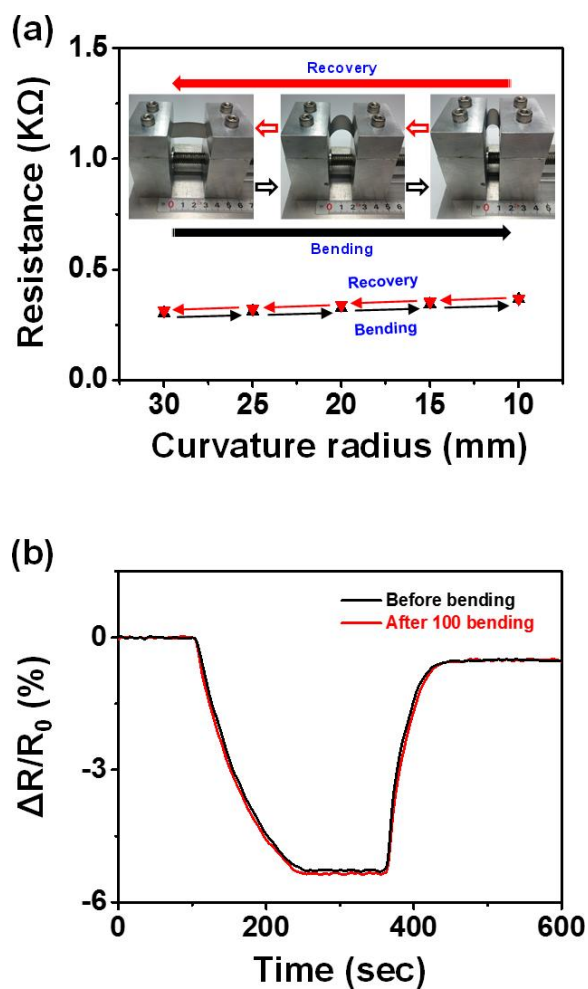 (a)
1.5
1.0
0.5
0.0
Resistance (KΩ)
Recovery
Bending
Recovery
Bending
30 25 20 15 10
Curvature radius (mm)
(b)
Before bending
After 100 bending
0
-3
-6
ΔR/R0 (%)
0 200 400 600
Time (sec)